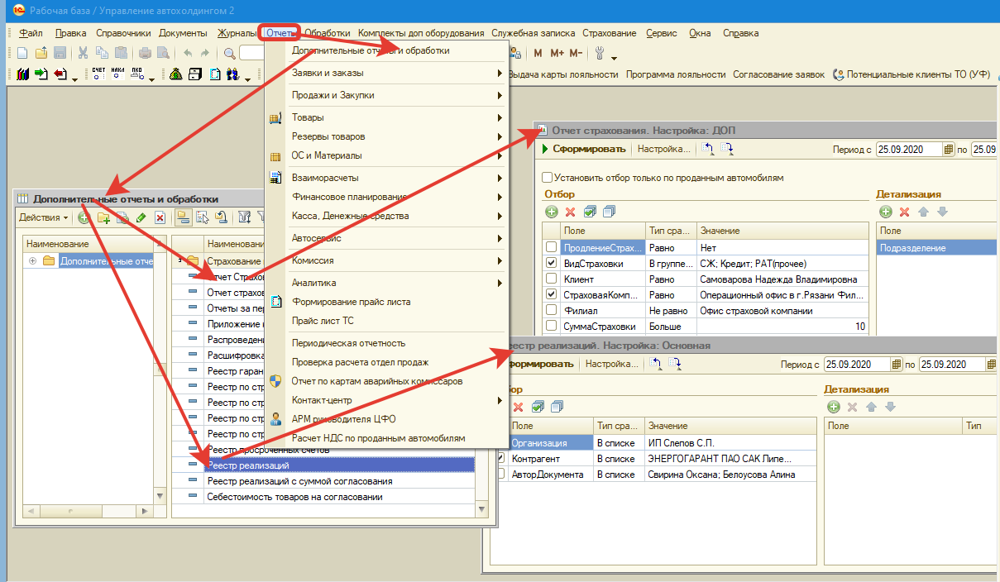 Рабочая база / Управление автохолдингом 2
Файл Правка Справочники Документы Журналы Отчеты Обработки Комплекты доп оборудования Служебная записка Страхование Сервис Окна Справка
M M+ M-
СЧЕТ НАКЛ ПКО
Выдача карты лояльности Программа лояльности Согласование заявок Потенциальные клиенты ТО (УФ)
Дополнительные отчеты и обработки
Заявки и заказы
Продажи и Закупки
Товары
Резервы товаров
ОС и Материалы
Взаиморасчеты
Финансовое планирование
Касса, Денежные средства
Автосервис
Комиссия
Аналитика
Формирование прайс листа
Прайс лист ТС
Периодическая отчетность
Проверка расчета отдел продаж
Отчет по картам аварийных комиссаров
Контакт-центр
АРМ руководителя ЦФО
Расчет НДС по проданным автомобилям
Дополнительные отчеты и обработки
Действия
Наименование
Дополнительные отче
Наименовани
Страхование
Отчет Страхо
Отчет страхов
Отчеты за пер
Приложение
Распроведен
Расшифровка
Реестр гаран
Реестр по стр
Реестр по стр
Реестр по стр
Реестр по стр
Реестр просроченных счетов
Реестр реализаций
Реестр реализаций с суммой согласования
Себестоимость товаров на согласовании
Отчет страхования. Настройка: ДОП
Сформировать Настройка... Период с 25.09.2020 по 25.09
Установить отбор только по проданным автомобилям
Отбор
Детализация
Поле Тип сра... Значение
Поле
ПродлениеСтрах... Равно Нет
Подразделение
ВидСтраховки В группе... СЖ; Кредит; РАТ(прочее)
Клиент Равно Самоварова Надежда Владимировна
СтраховаяКомп... Равно Операционный офис в г.Рязани Фил...
Филиал Не равно Офис страховой компании
СуммаСтраховки Больше 10
еестр реализаций. Настройка: Основная
формировать Настройка... Период с 25.09.2020 по 25.09.2020
бор
Детализация
Поле Тип сра... Значение
Поле Тип
Организация В списке ИП Слепов С.П.
Контрагент В списке ЭНЕРГОГАРАНТ ПАО САК Липе...
АвторДокумента В списке Свирина Оксана; Белоусова Алина